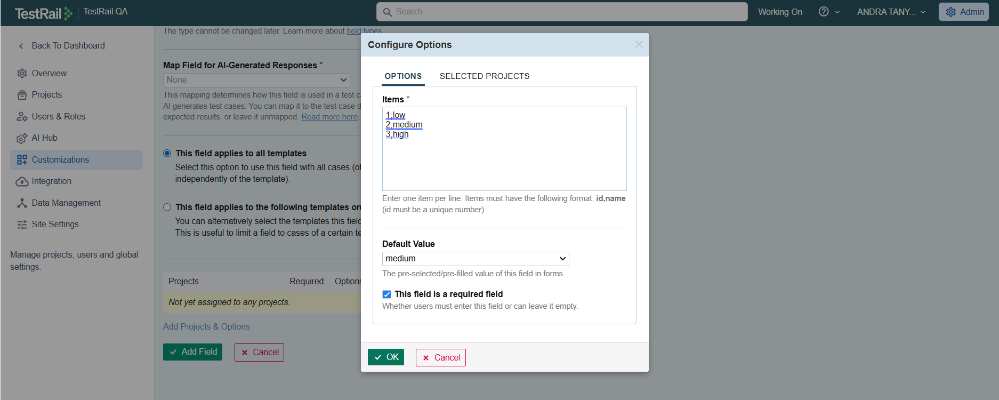 TestRail
TestRail QA
Search
Working On
ANDRA TANY...
Admin
Back To Dashboard
Overview
Projects
Users & Roles
AI Hub
Customizations
Integration
Data Management
Site Settings
Manage projects, users and global
settings.
The type cannot be changed later. Learn more about field types
Map Field for AI-Generated Responses *
None
This mapping determines how this field is used in a test c
AI generates test cases. You can map it to the test case d
expected results, or leave it unmapped. Read more here.
This field applies to all templates
Select this option to use this field with all cases (of
independently of the template).
This field applies to the following templates on
You can alternatively select the templates this field
This is useful to limit a field to cases of a certain te
Projects Required Options
Not yet assigned to any projects.
Add Projects & Options
Add Field
Cancel
Configure Options
OPTIONS
SELECTED PROJECTS
Items *
1,low
2,medium
3,high
Enter one item per line. Items must have the following format: id,name
(id must be a unique number).
Default Value
medium
The pre-selected/pre-filled value of this field in forms.
This field is a required field
Whether users must enter this field or can leave it empty.
OK
Cancel